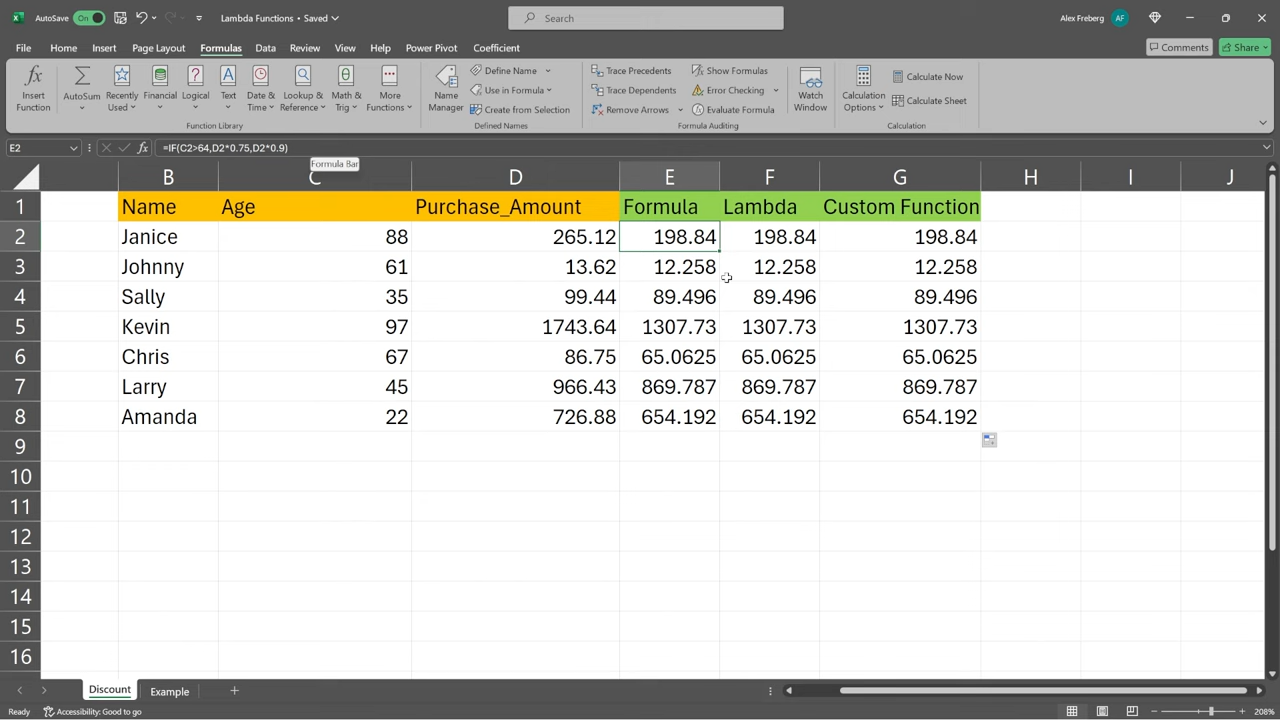 AutoSave On Lambda Functions • Saved Search Alex Freberg AF
File Home Insert Page Layout Formulas Data Review View Help Power Pivot Coefficient Comments Share
Insert Function
AutoSum
Recently Used
Financial
Logical
Text
Date & Time
Lookup & Reference
Math & Trig
More Functions
Function Library
Name Manager
Define Name
Use in Formula
Create from Selection
Defined Names
Trace Precedents
Trace Dependents
Remove Arrows
Show Formulas
Error Checking
Evaluate Formula
Formula Auditing
Watch Window
Calculation Options
Calculate Now
Calculate Sheet
Calculation
E2 fx =IF(C2>64,D2*0.75,D2*0.9)
Formula Bar
B C D E F G H I J
1 Name Age Purchase_Amount Formula Lambda Custom Function
2 Janice 88 265.12 198.84 198.84 198.84
3 Johnny 61 13.62 12.258 12.258 12.258
4 Sally 35 99.44 89.496 89.496 89.496
5 Kevin 97 1743.64 1307.73 1307.73 1307.73
6 Chris 67 86.75 65.0625 65.0625 65.0625
7 Larry 45 966.43 869.787 869.787 869.787
8 Amanda 22 726.88 654.192 654.192 654.192
9
10
11
12
13
14
15
16
Discount Example
Ready Accessibility: Good to go 208%